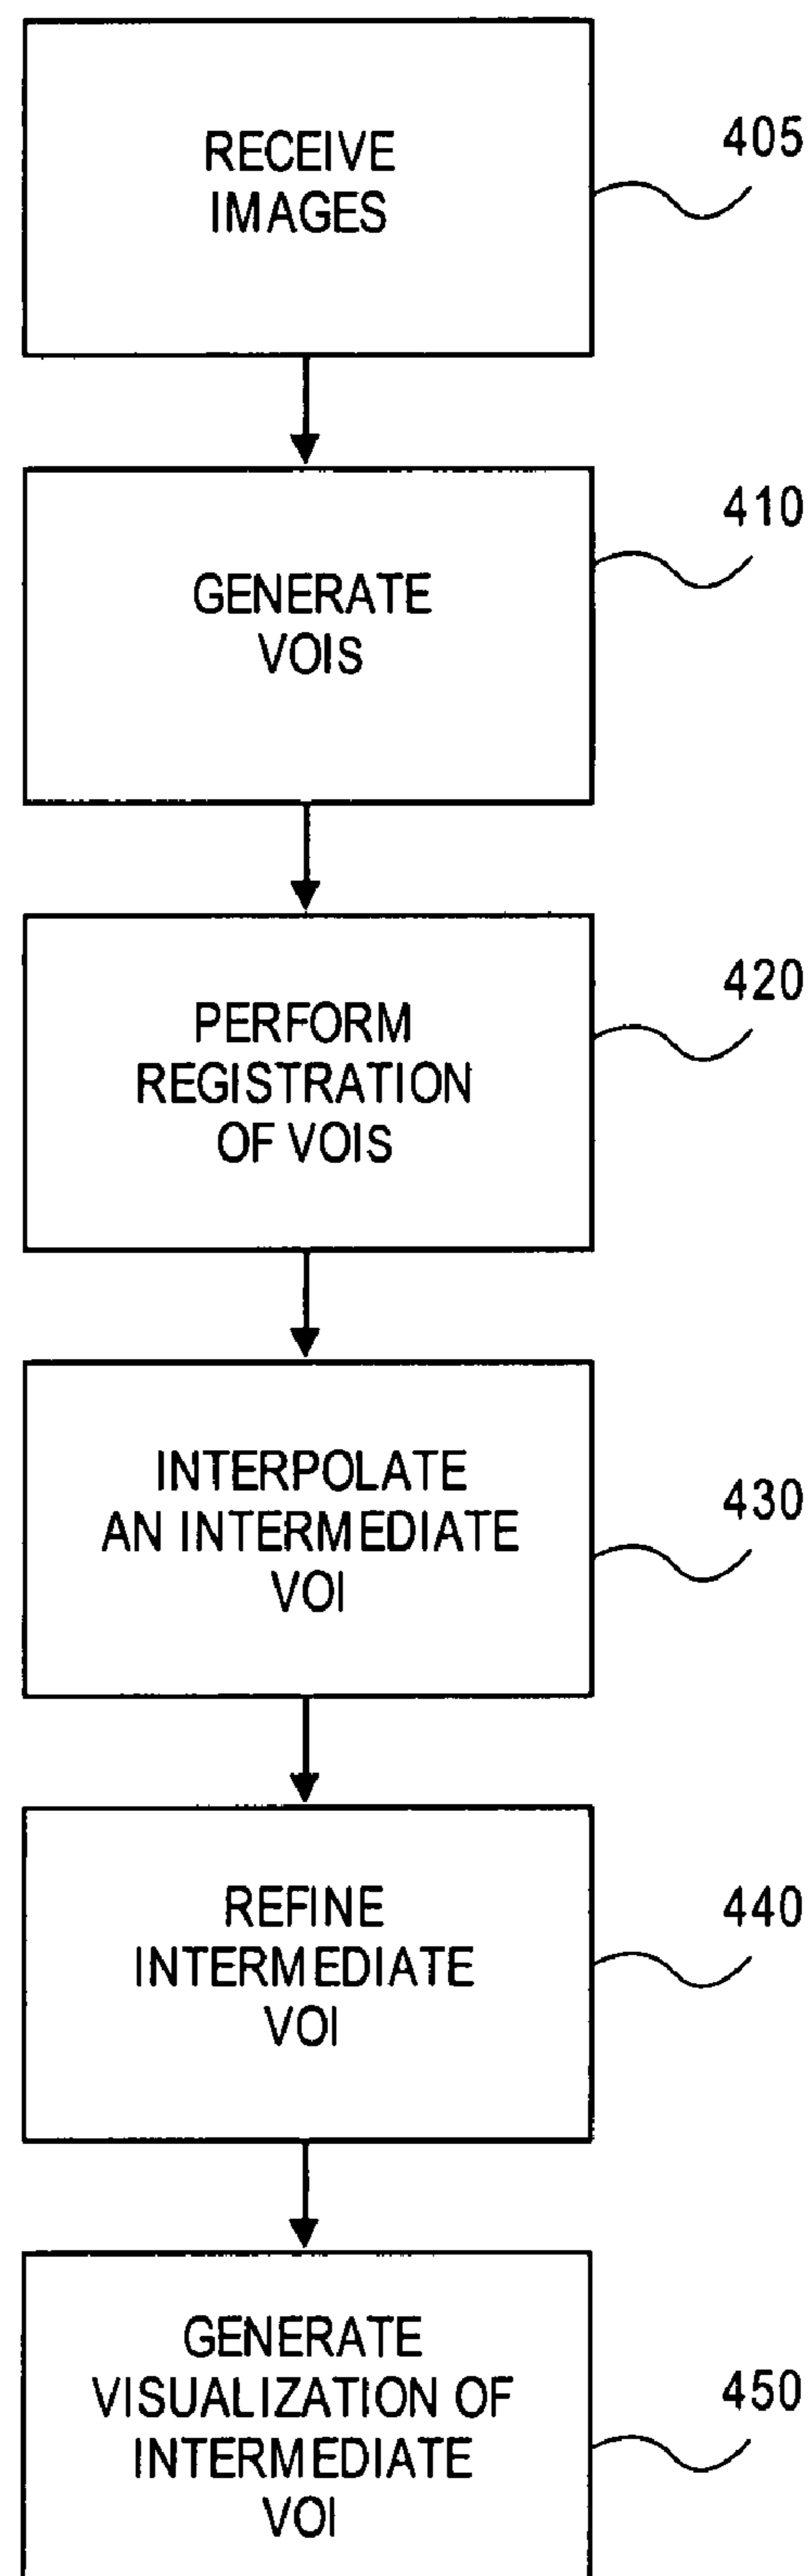 RECEIVE
IMAGES
405
GENERATE
VOIS
410
PERFORM
REGISTRATION
OF VOIS
420
INTERPOLATE
AN INTERMEDIATE
VOI
430
REFINE
INTERMEDIATE
VOI
440
GENERATE
VISUALIZATION OF
INTERMEDIATE
VOI
450